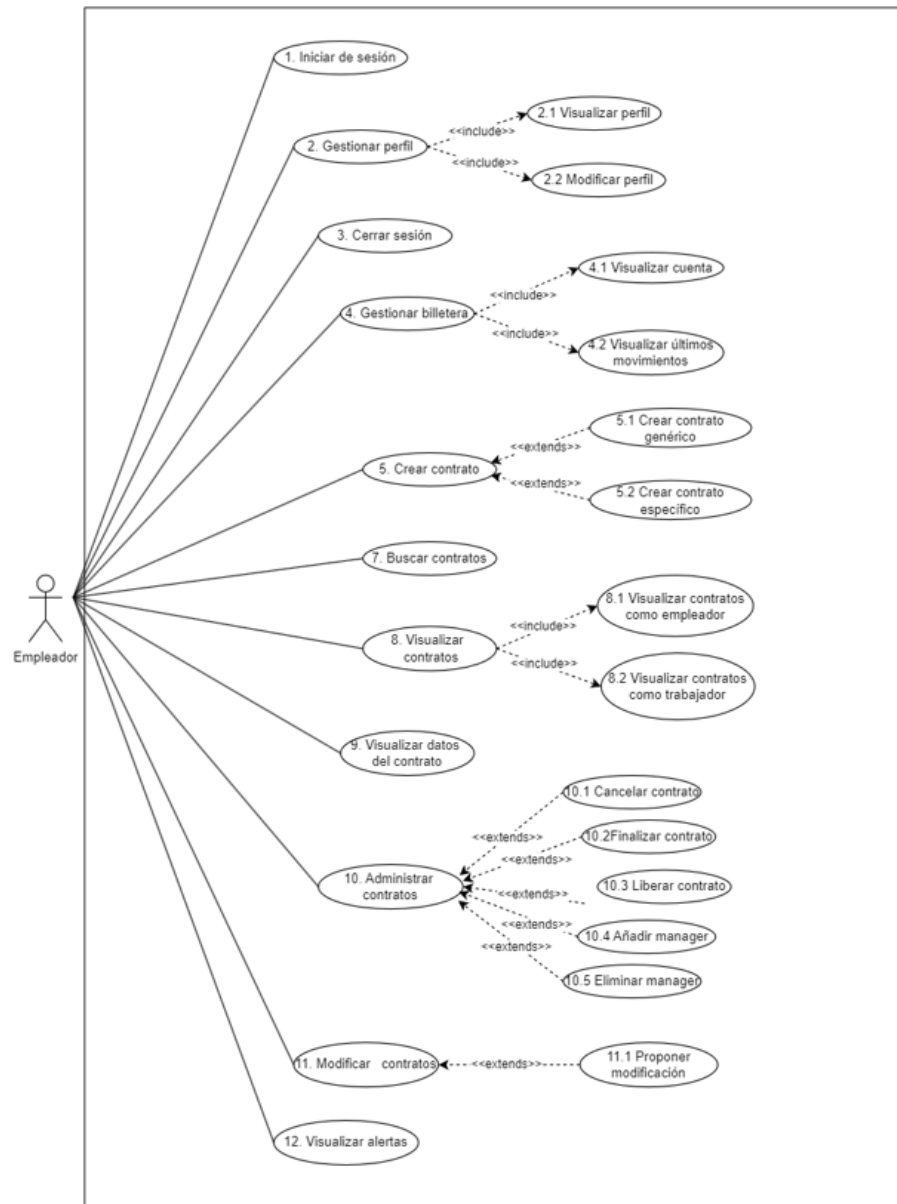 1. Iniciar de sesión
2.1 Visualizar perfil
<<include>>
2. Gestionar perfil
<<include>>
2.2 Modificar perfil
3. Cerrar sesión
4.1 Visualizar cuenta
<<include>>
4. Gestionar billetera
<<include>>
4.2 Visualizar últimos
movimientos
5.1 Crear contrato
genérico
<<extends>>
5. Crear contrato
<<extends>>
5.2 Crear contrato
específico
7. Buscar contratos
8.1 Visualizar contratos
como empleador
<<include>>
8. Visualizar
contratos
<<include>>
8.2 Visualizar contratos
como trabajador
Empleador
9. Visualizar datos
del contrato
10.1 Cancelar contrato
<<extends>>
10.2Finalizar contrato
<<extends>>
10. Administrar
contratos
10.3 Liberar contrato
<<extends>>
<<extends>>
10.4 Añadir manager
<<extends>>
10.5 Eliminar manager
11. Modificar contratos
<<extends>>
11.1 Proponer
modificación
12. Visualizar alertas